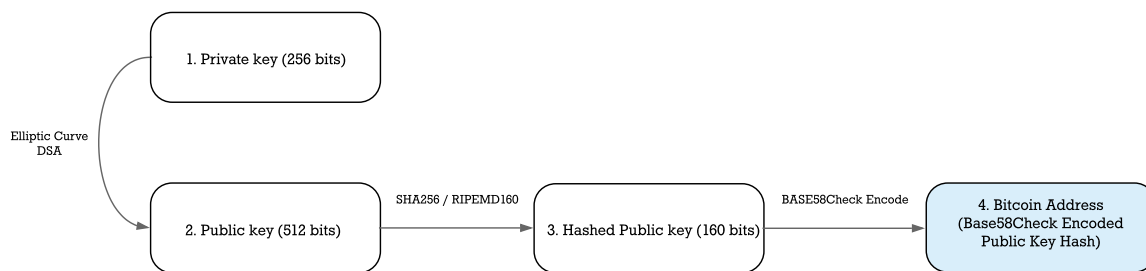 1. Private key (256 bits)
Elliptic Curve
DSA
2. Public key (512 bits)
SHA256 / RIPEMD160
3. Hashed Public key (160 bits)
BASE58Check Encode
4. Bitcoin Address
(Base58Check Encoded
Public Key Hash)